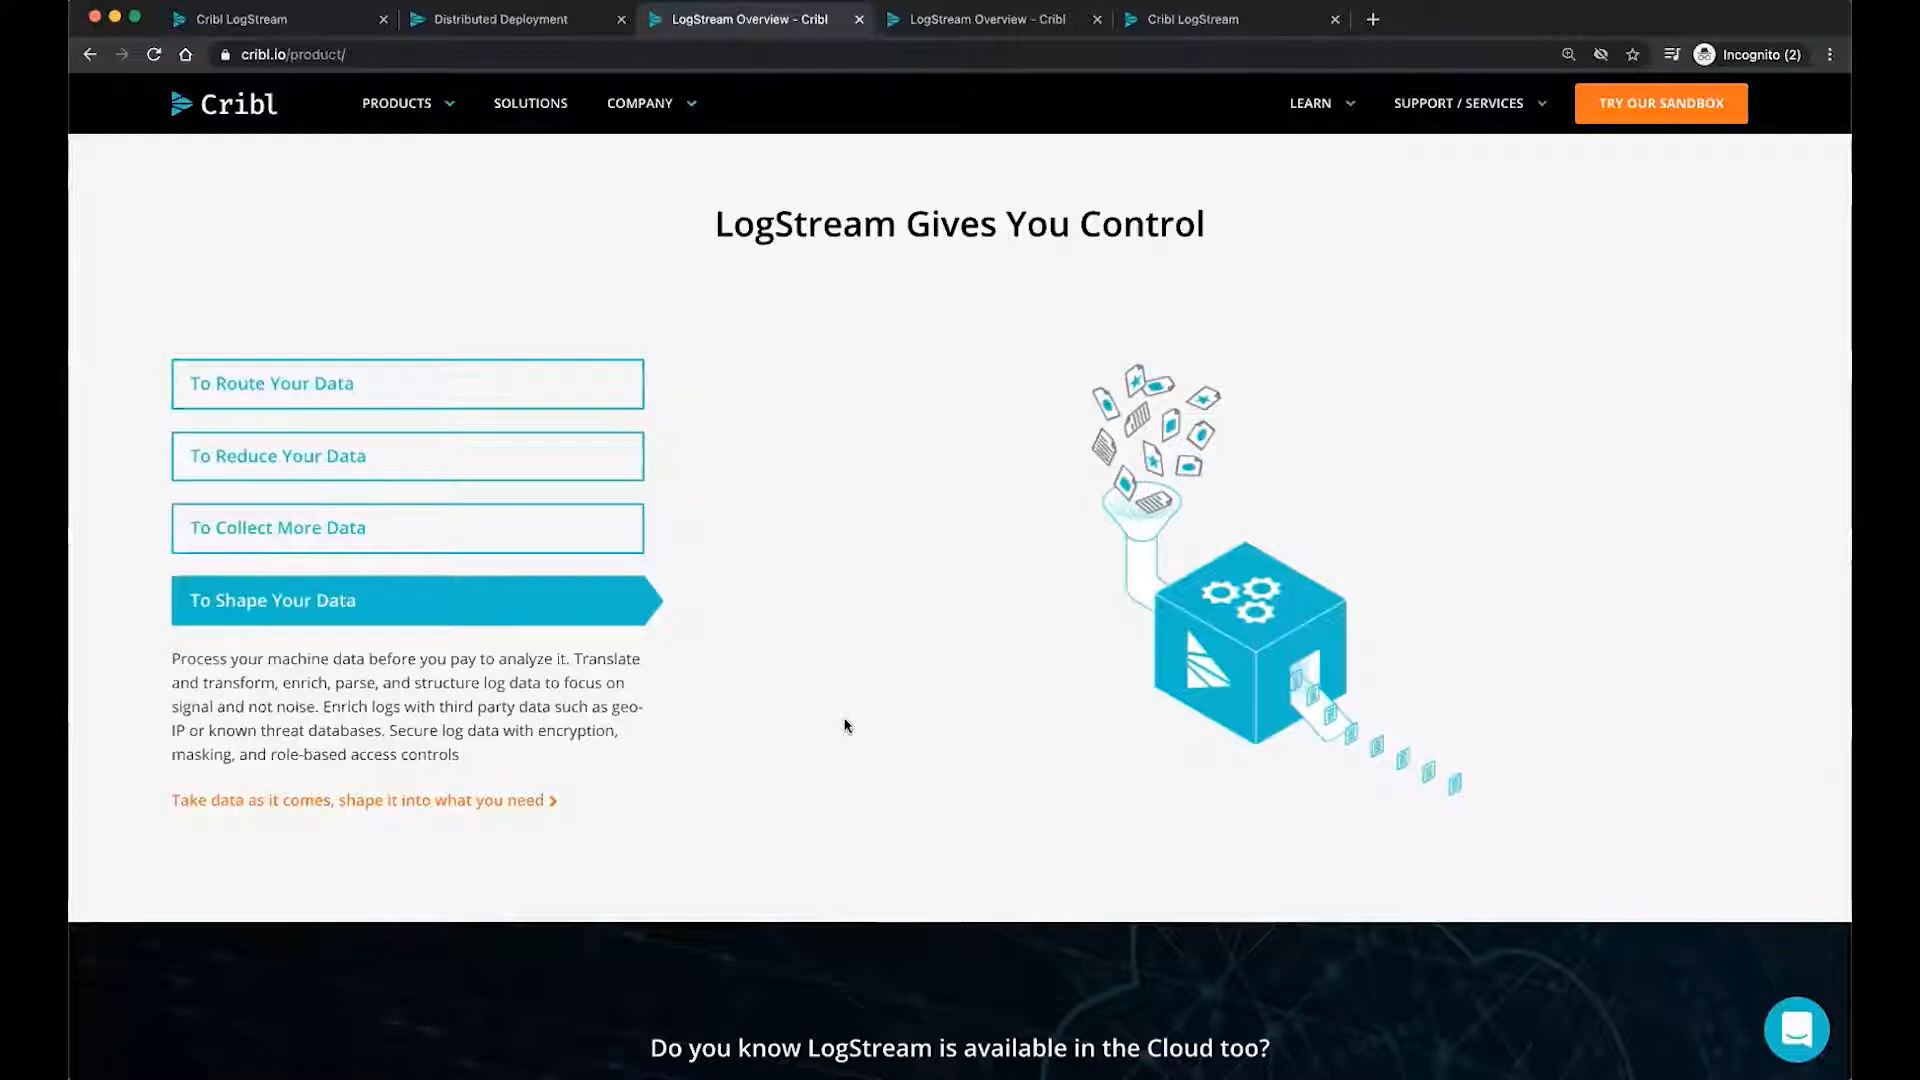 Cribl LogStream
Distributed Deployment
LogStream Overview - Cribl
LogStream Overview - Cribl
Cribl LogStream
cribl.io/product/
Incognito (2)
Cribl
PRODUCTS
SOLUTIONS
COMPANY
LEARN
SUPPORT / SERVICES
TRY OUR SANDBOX
LogStream Gives You Control
To Route Your Data
To Reduce Your Data
To Collect More Data
To Shape Your Data
Process your machine data before you pay to analyze it. Translate
and transform, enrich, parse, and structure log data to focus on
signal and not noise. Enrich logs with third party data such as geo-
IP or known threat databases. Secure log data with encryption,
masking, and role-based access controls
Take data as it comes, shape it into what you need
Do you know LogStream is available in the Cloud too?